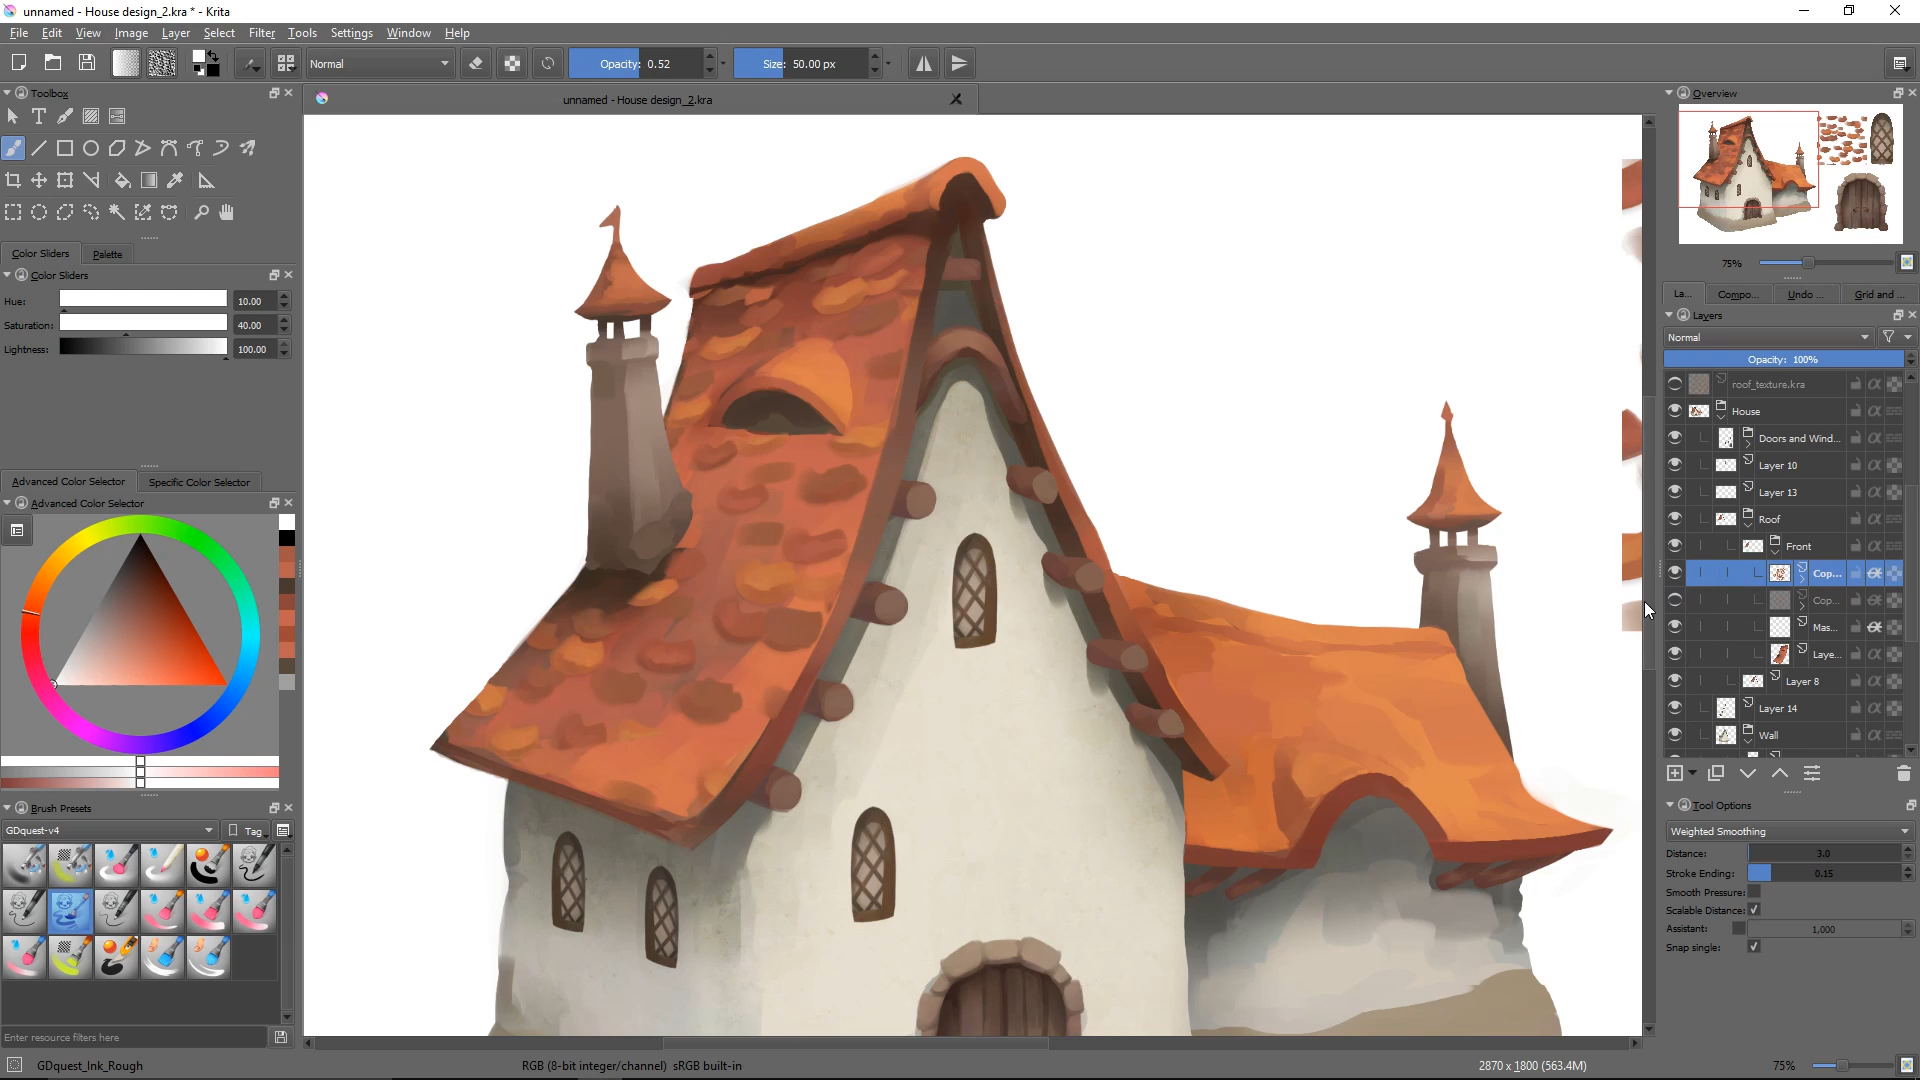 unnamed - House design_2.kra * - Krita
File Edit View Image Layer Select Filter Tools Settings Window Help
Normal Opacity: 0.52 Size: 50.00 px
Toolbox
unnamed - House design_2.kra
Overview
Color Sliders Palette
Color Sliders
Hue: 10.00
Saturation: 40.00
Lightness: 100.00
75%
La... Compo... Undo ... Grid and ...
Layers
Normal
Opacity: 100%
roof_texture.kra
House
Doors and Wind...
Layer 10
Layer 13
Roof
Front
Cop...
Cop...
Mas...
Laye...
Layer 8
Layer 14
Wall
Advanced Color Selector Specific Color Selector
Advanced Color Selector
Brush Presets
GDquest-v4 Tag
Enter resource filters here
Tool Options
Weighted Smoothing
Distance: 3.0
Stroke Ending: 0.15
Smooth Pressure:
Scalable Distance:
Assistant: 1,000
Snap single:
GDquest_Ink_Rough RGB (8-bit integer/channel) sRGB built-in 2870 x 1800 (563.4M) 75%